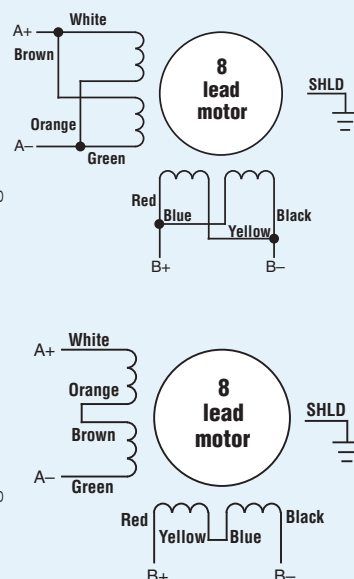 A+
White
Brown
8
lead
motor
SHLD
Orange
A–
Green
Red
Blue
Yellow
Black
B+
B–
White
A+
Orange
8
lead
motor
SHLD
Brown
A–
Green
Red
Yellow
Blue
Black
B+
B–